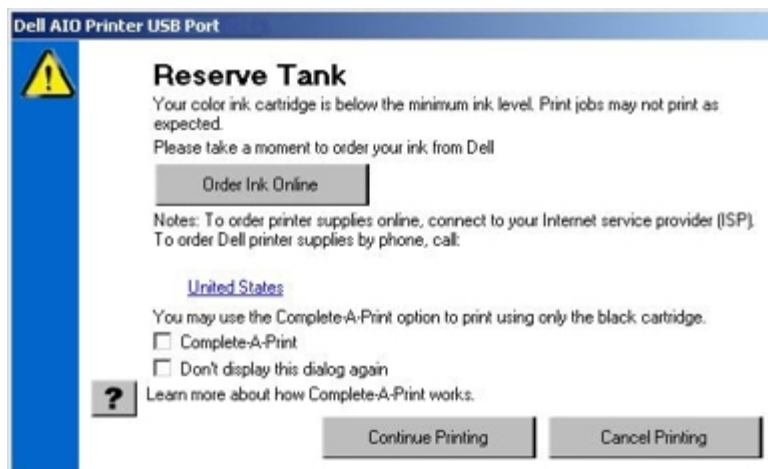 Dell AIO Printer USB Port
Reserve Tank
Your color ink cartridge is below the minimum ink level. Print jobs may not print as
expected.
Please take a moment to order your ink from Dell
Order Ink Online
Notes: To order printer supplies online, connect to your Internet service provider (ISP).
To order Dell printer supplies by phone, call:
United States
You may use the Complete-A-Print option to print using only the black cartridge.
Complete-A-Print
Don't display this dialog again
? Learn more about how Complete-A-Print works.
Continue Printing Cancel Printing